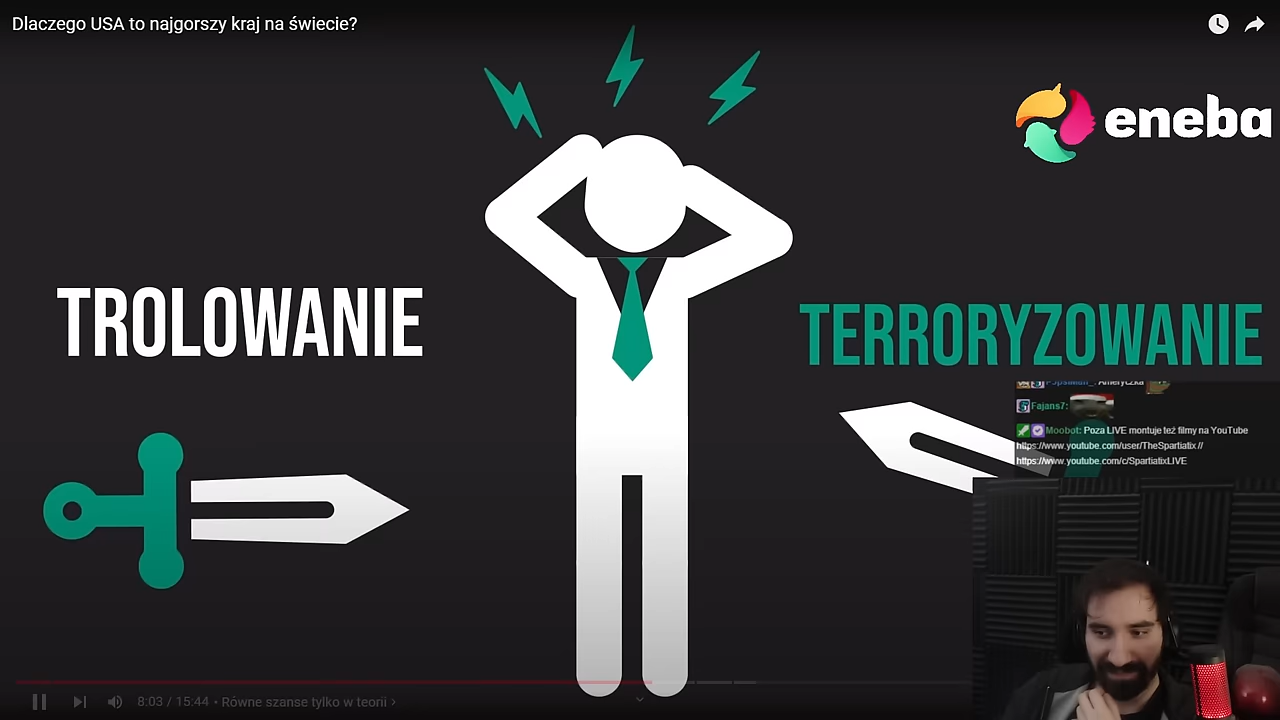 Dlaczego USA to najgorszy kraj na świecie?
eneba
TROLOWANIE
TERRORYZOWANIE
Ameryczka
Fajans7:
Moobot: Poza LIVE montuje też filmy na YouTube
https://www.youtube.com/user/TheSpartiatix //
https://www.youtube.com/c/SpartiatixLIVE
8:03 / 15:44 • Równe szanse tylko w teorii ›